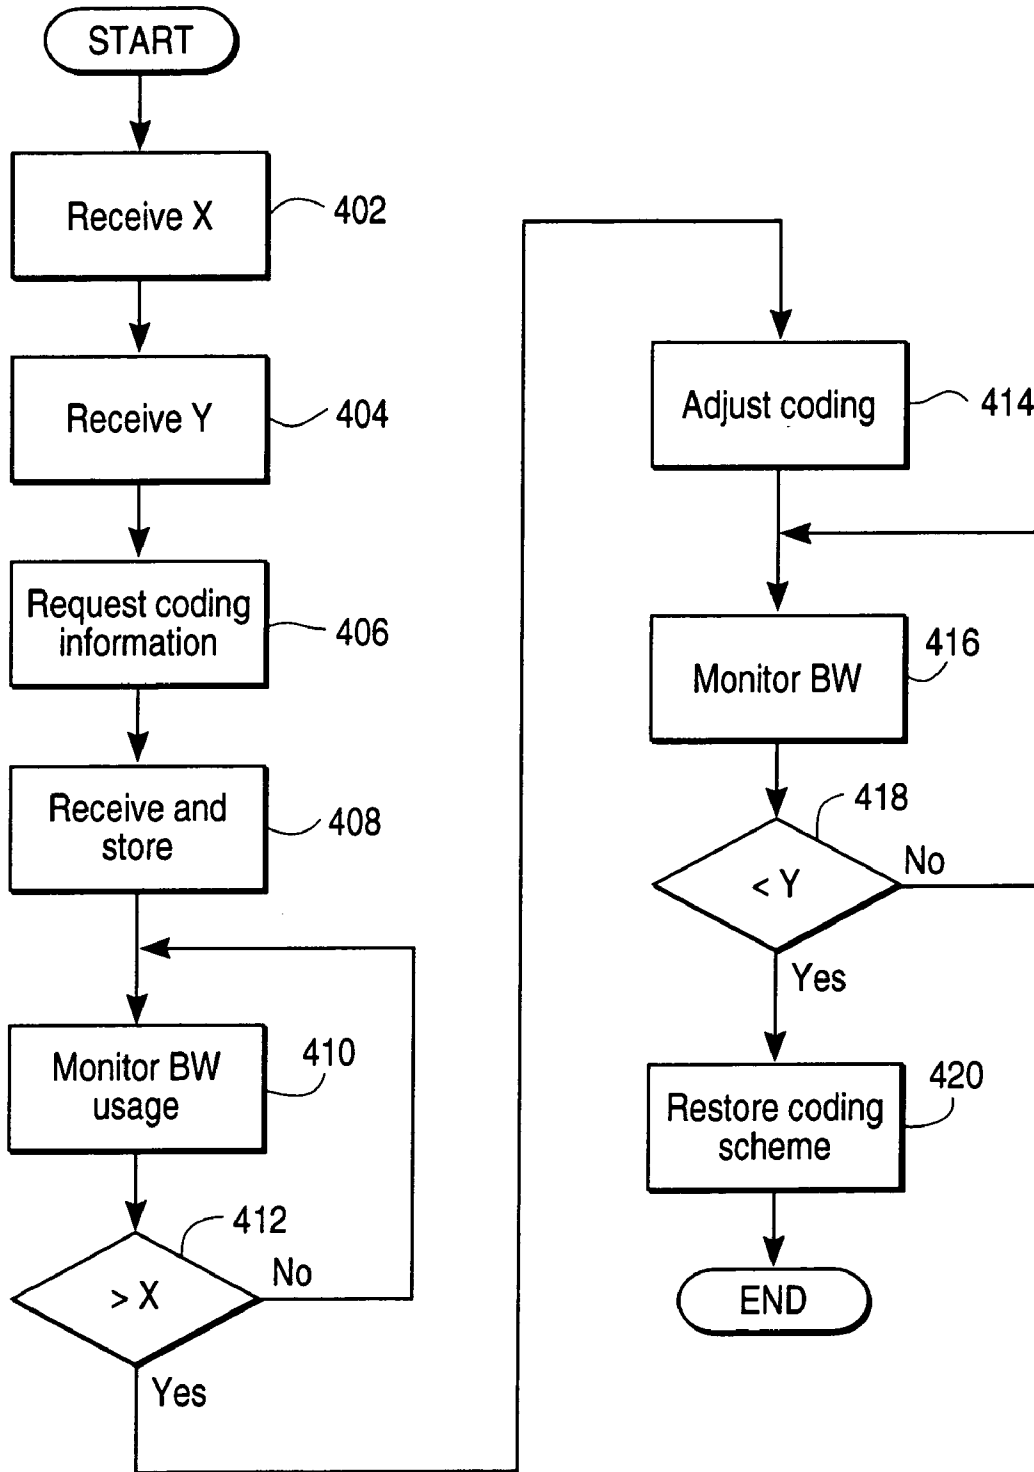 START
Receive X
402
Receive Y
404
Request coding
information
406
Receive and
store
408
Monitor BW
usage
410
> X
412
No
Yes
Adjust coding
414
Monitor BW
416
< Y
418
No
Yes
Restore coding
scheme
420
END